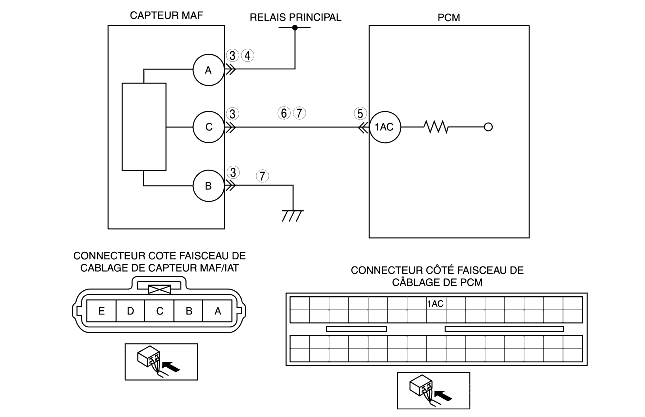 CAPTEUR MAF
RELAIS PRINCIPAL
PCM
A
3 4
C
3
6 7
5
1AC
B
3
7
CONNECTEUR COTE FAISCEAU DE
CABLAGE DE CAPTEUR MAF/IAT
E D C B A
CONNECTEUR CÔTÉ FAISCEAU DE
CÂBLAGE DE PCM
1AC